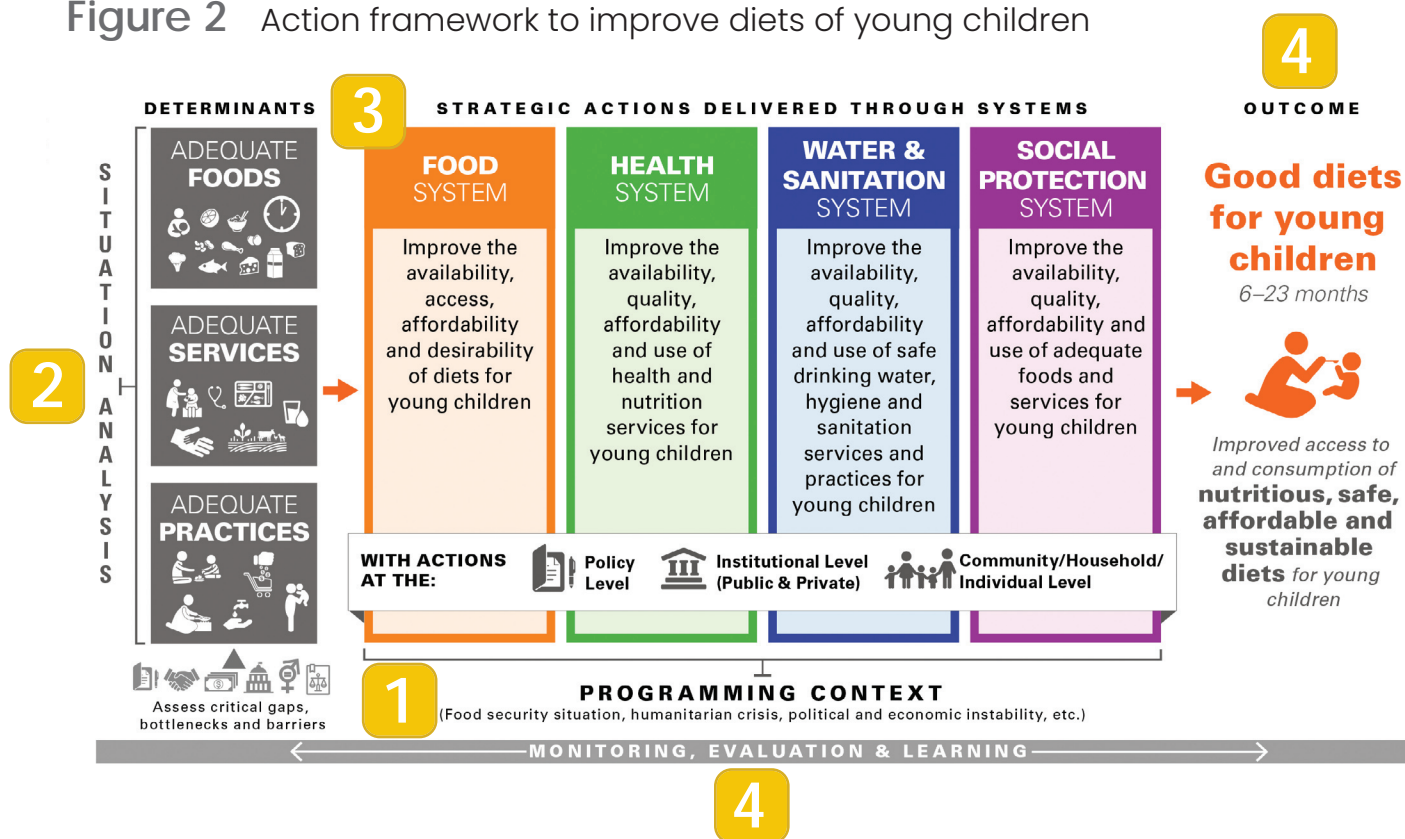 Figure 2 Action framework to improve diets of young children
4
DETERMINANTS
3
STRATEGIC ACTIONS DELIVERED THROUGH SYSTEMS
OUTCOME
SITUATION ANALYSIS
2
ADEQUATE
FOODS
ADEQUATE
SERVICES
ADEQUATE
PRACTICES
Assess critical gaps,
bottlenecks and barriers
FOOD
SYSTEM
Improve the
availability,
access,
affordability
and desirability
of diets for
young children
HEALTH
SYSTEM
Improve the
availability,
quality,
affordability
and use of
health and
nutrition
services for
young children
WATER &
SANITATION
SYSTEM
Improve the
availability,
quality,
affordability
and use of safe
drinking water,
hygiene and
sanitation
services and
practices for
young children
SOCIAL
PROTECTION
SYSTEM
Improve the
availability,
quality,
affordability and
use of adequate
foods and
services for
young children
WITH ACTIONS
AT THE:
Policy
Level
Institutional Level
(Public & Private)
Community/Household/
Individual Level
Good diets
for young
children
6–23 months
Improved access to
and consumption of
nutritious, safe,
affordable and
sustainable
diets for young
children
1
PROGRAMMING CONTEXT
(Food security situation, humanitarian crisis, political and economic instability, etc.)
MONITORING, EVALUATION & LEARNING
4